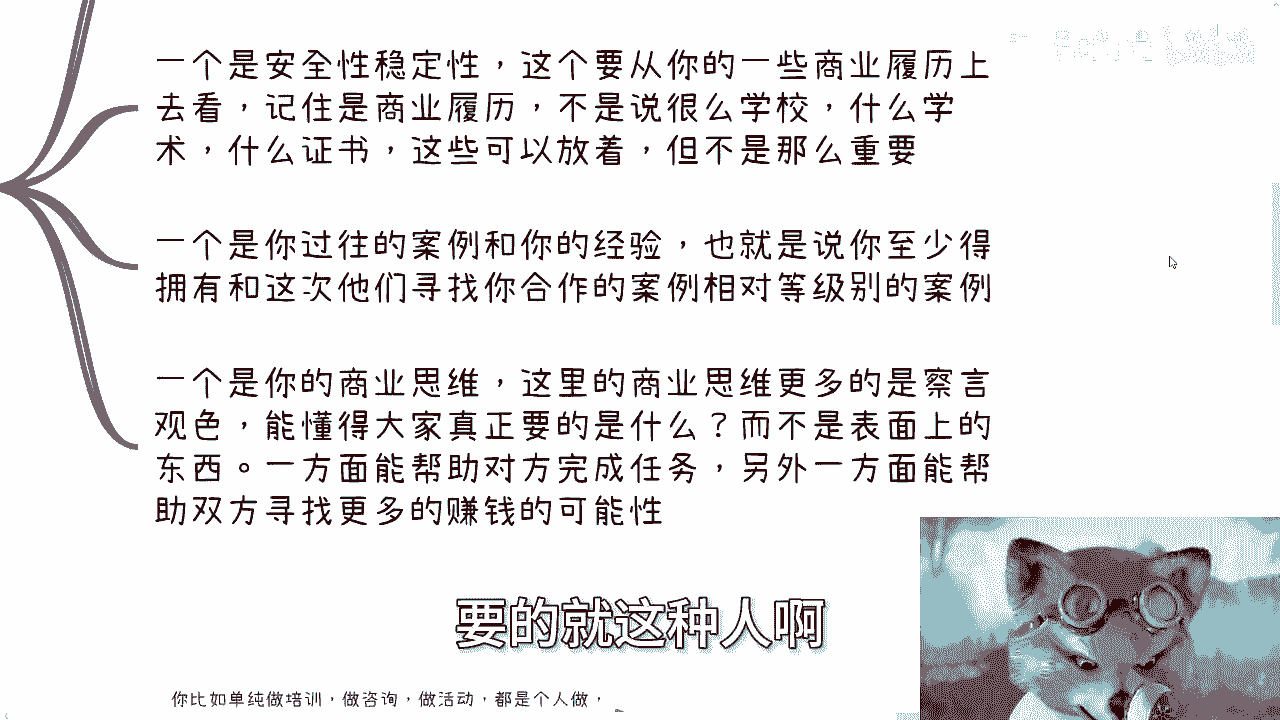 一个是安全性稳定性，这个要从你的一些商业履历上
去看，记住是商业履历，不是说很么学校，什么学
术，什么证书，这些可以放着，但不是那么重要
一个是你过往的案例和你的经验，也就是说你至少得
拥有和这次他们寻找你合作的案例相对等级别的案例
一个是你的商业思维，这里的商业思维更多的是察言
观色，能懂得大家真正要的是什么？而不是表面上的
东西。一方面能帮助对方完成任务，另外一方面能帮
助双方寻找更多的赚钱的可能性
要的就这种人啊
你比如单纯做培训，做咨询，做活动，都是个人做，